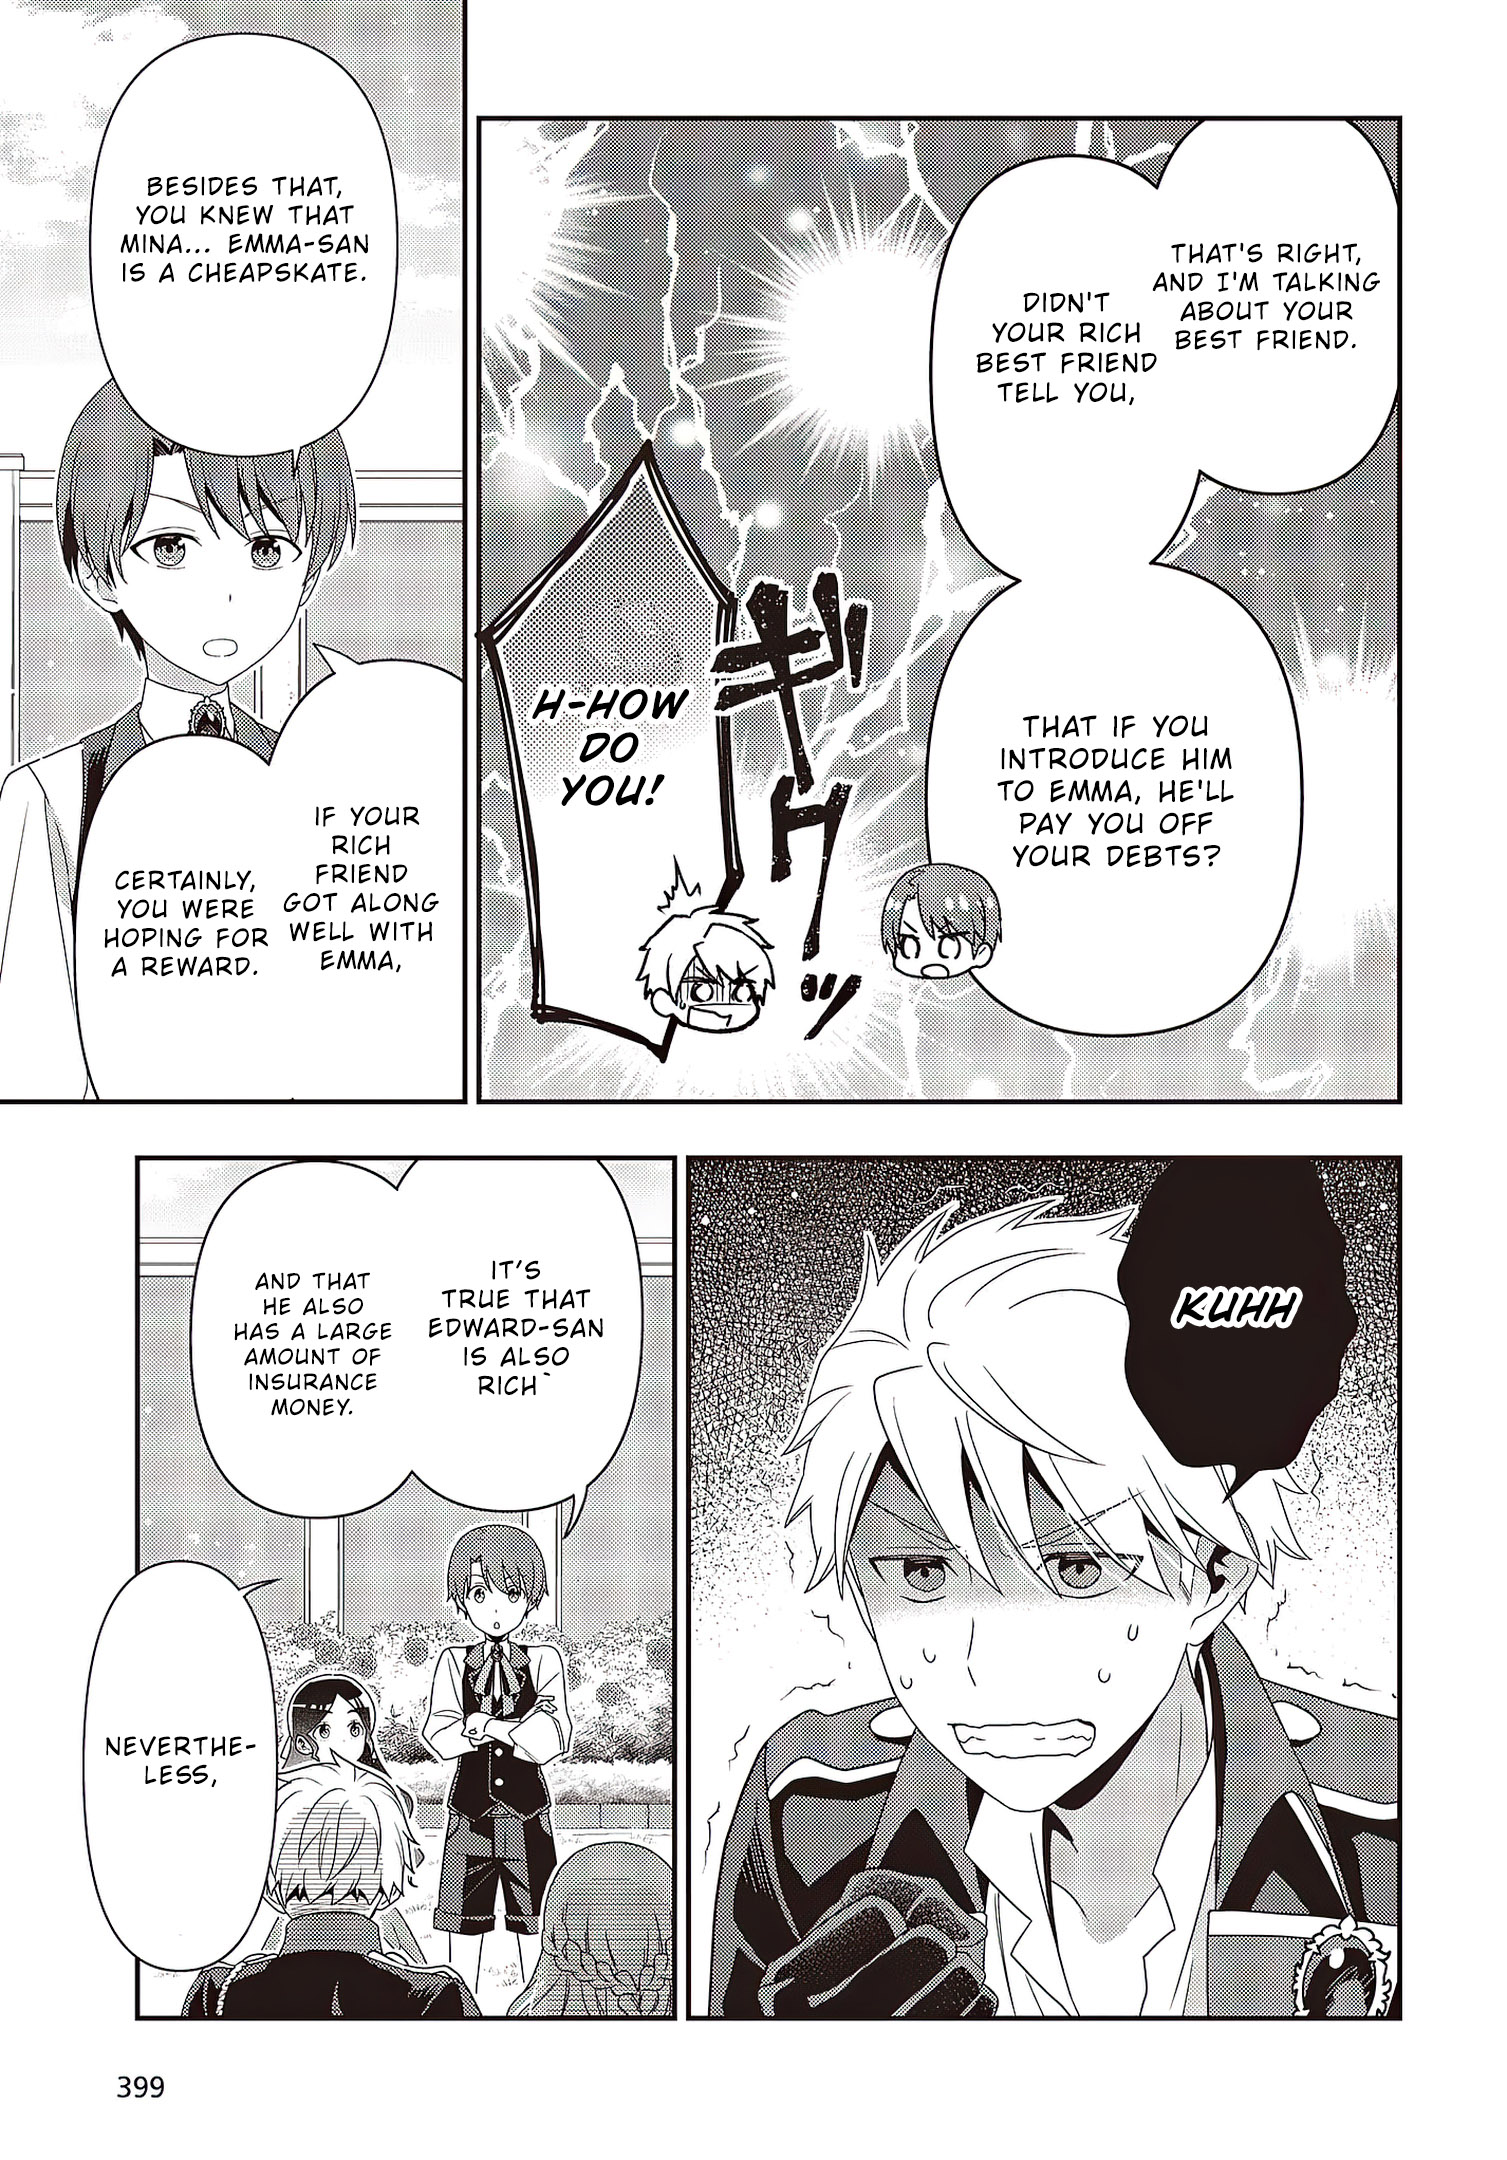 THAT'S RIGHT,
AND I'M TALKING
ABOUT YOUR
BEST FRIEND.
DIDN'T
YOUR RICH
BEST FRIEND
TELL YOU,
THAT IF YOU
INTRODUCE HIM
TO EMMA, HE'LL
PAY YOU OFF
YOUR DEBTS?
ギクッ
H-HOW
DO
YOU!
BESIDES THAT,
YOU KNEW THAT
MINA... EMMA-SAN
IS A CHEAPSKATE.
IF YOUR
RICH
FRIEND
GOT ALONG
WELL WITH
EMMA,
CERTAINLY,
YOU WERE
HOPING FOR
A REWARD.
KUHH
IT'S
TRUE THAT
EDWARD-SAN
IS ALSO
RICH`
AND THAT
HE ALSO
HAS A LARGE
AMOUNT OF
INSURANCE
MONEY.
NEVERTHE-
LESS,
399